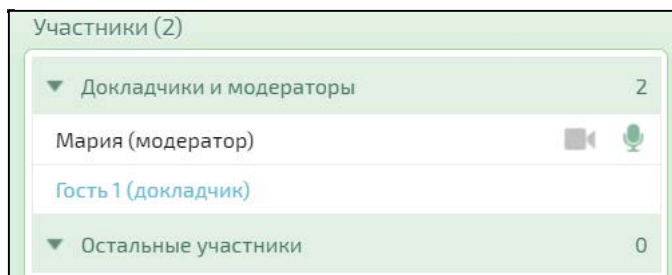 Участники (2)
Докладчики и модераторы 2
Мария (модератор)
Гость 1 (докладчик)
Остальные участники 0